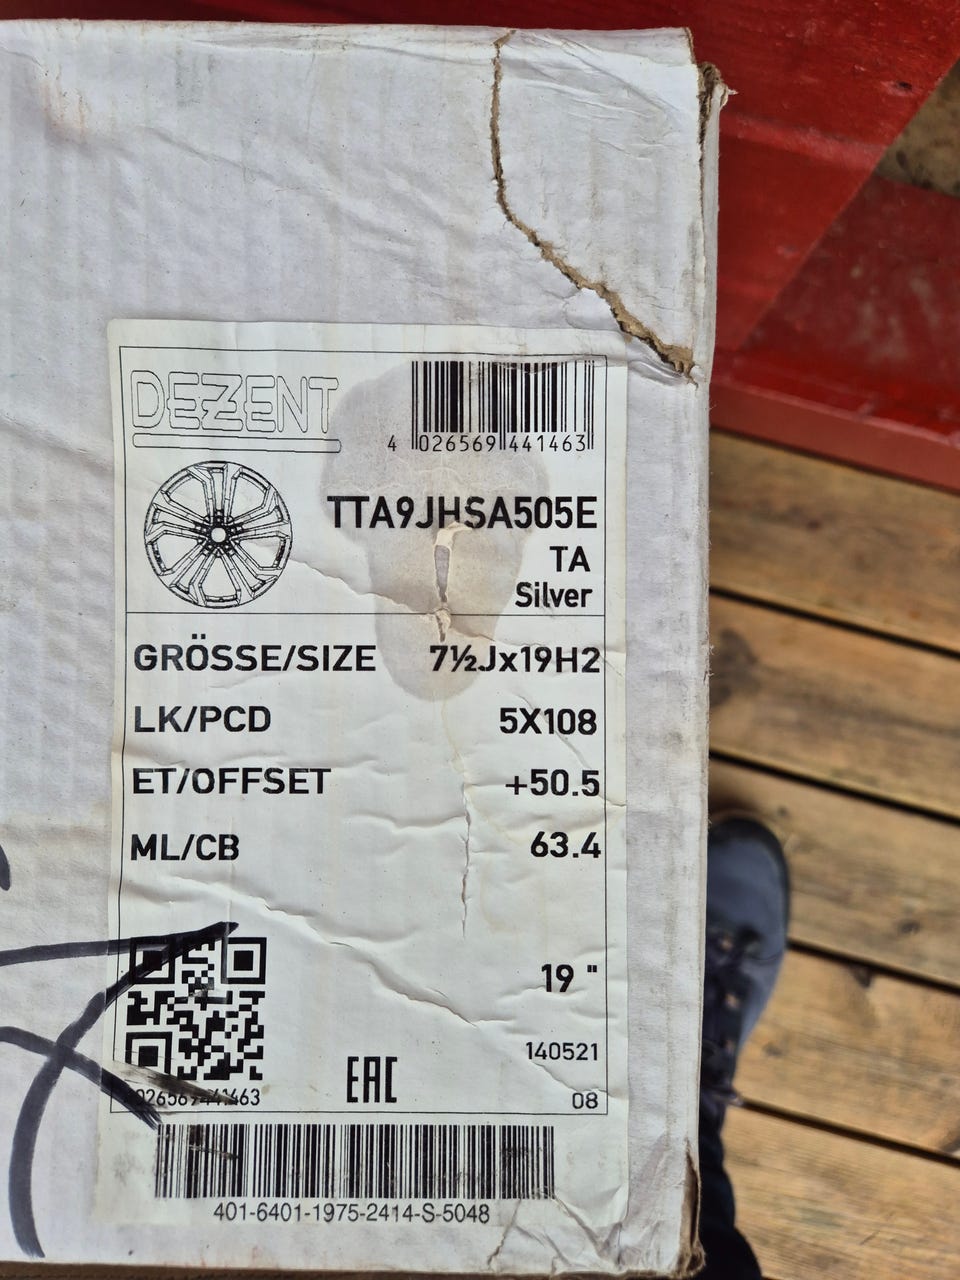 DEZENT
4 026569 441463
TTA9JHSA505E
TA
Silver
GRÖSSE/SIZE 7½Jx19H2
LK/PCD 5X108
ET/OFFSET +50.5
ML/CB 63.4
19 "
140521
EAC
08
401-6401-1975-2414-S-5048